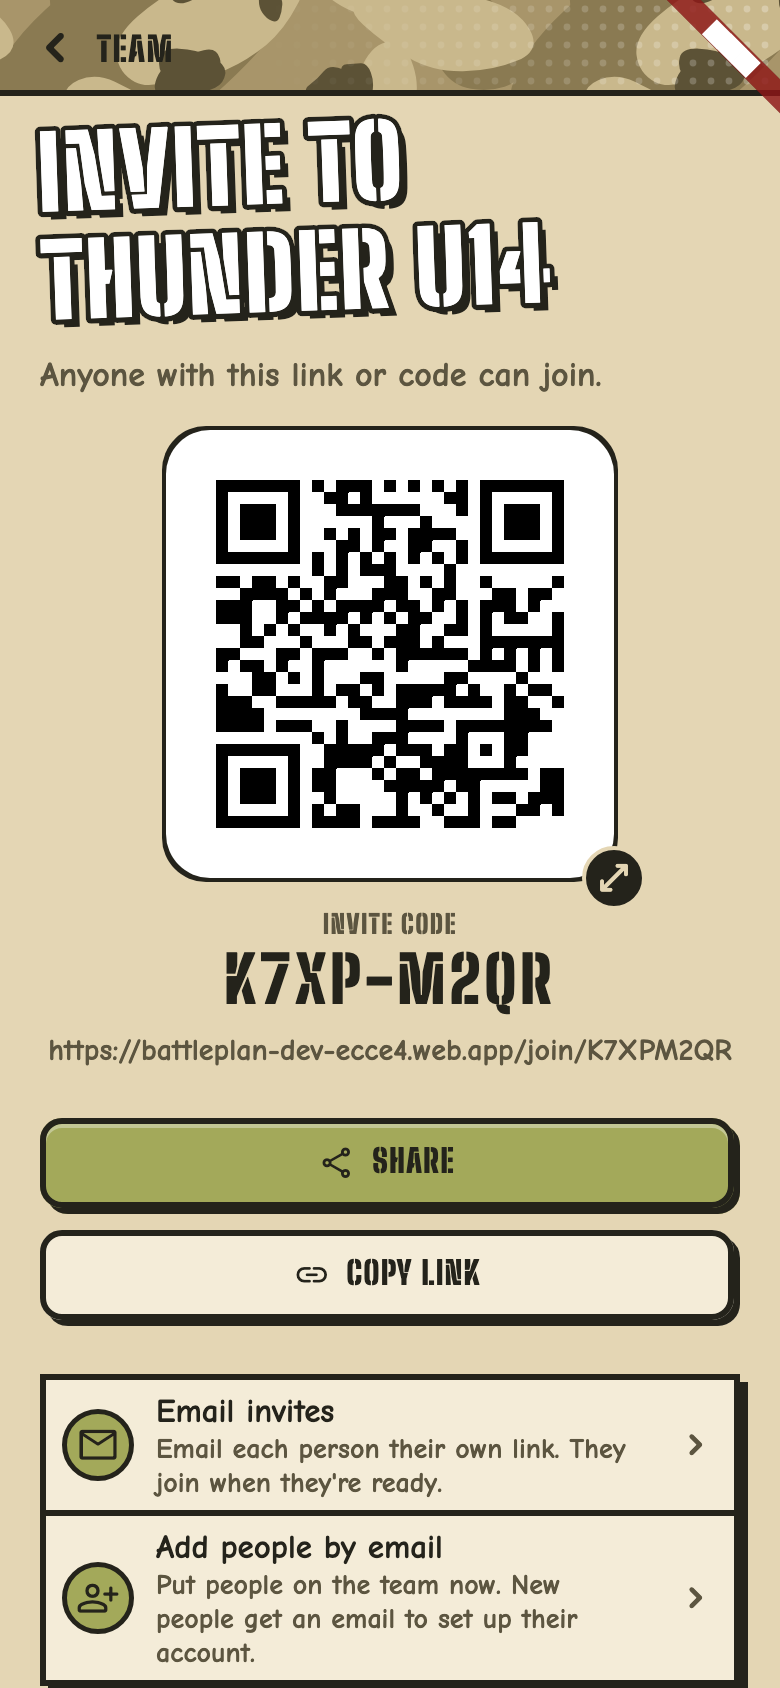 TEAM
INVITE TO
THUNDER U14
Anyone with this link or code can join.
INVITE CODE
K7XP-M2QR
https://battleplan-dev-ecce4.web.app/join/K7XPM2QR
SHARE
COPY LINK
Email invites
Email each person their own link. They
join when they're ready.
Add people by email
Put people on the team now. New
people get an email to set up their
account.